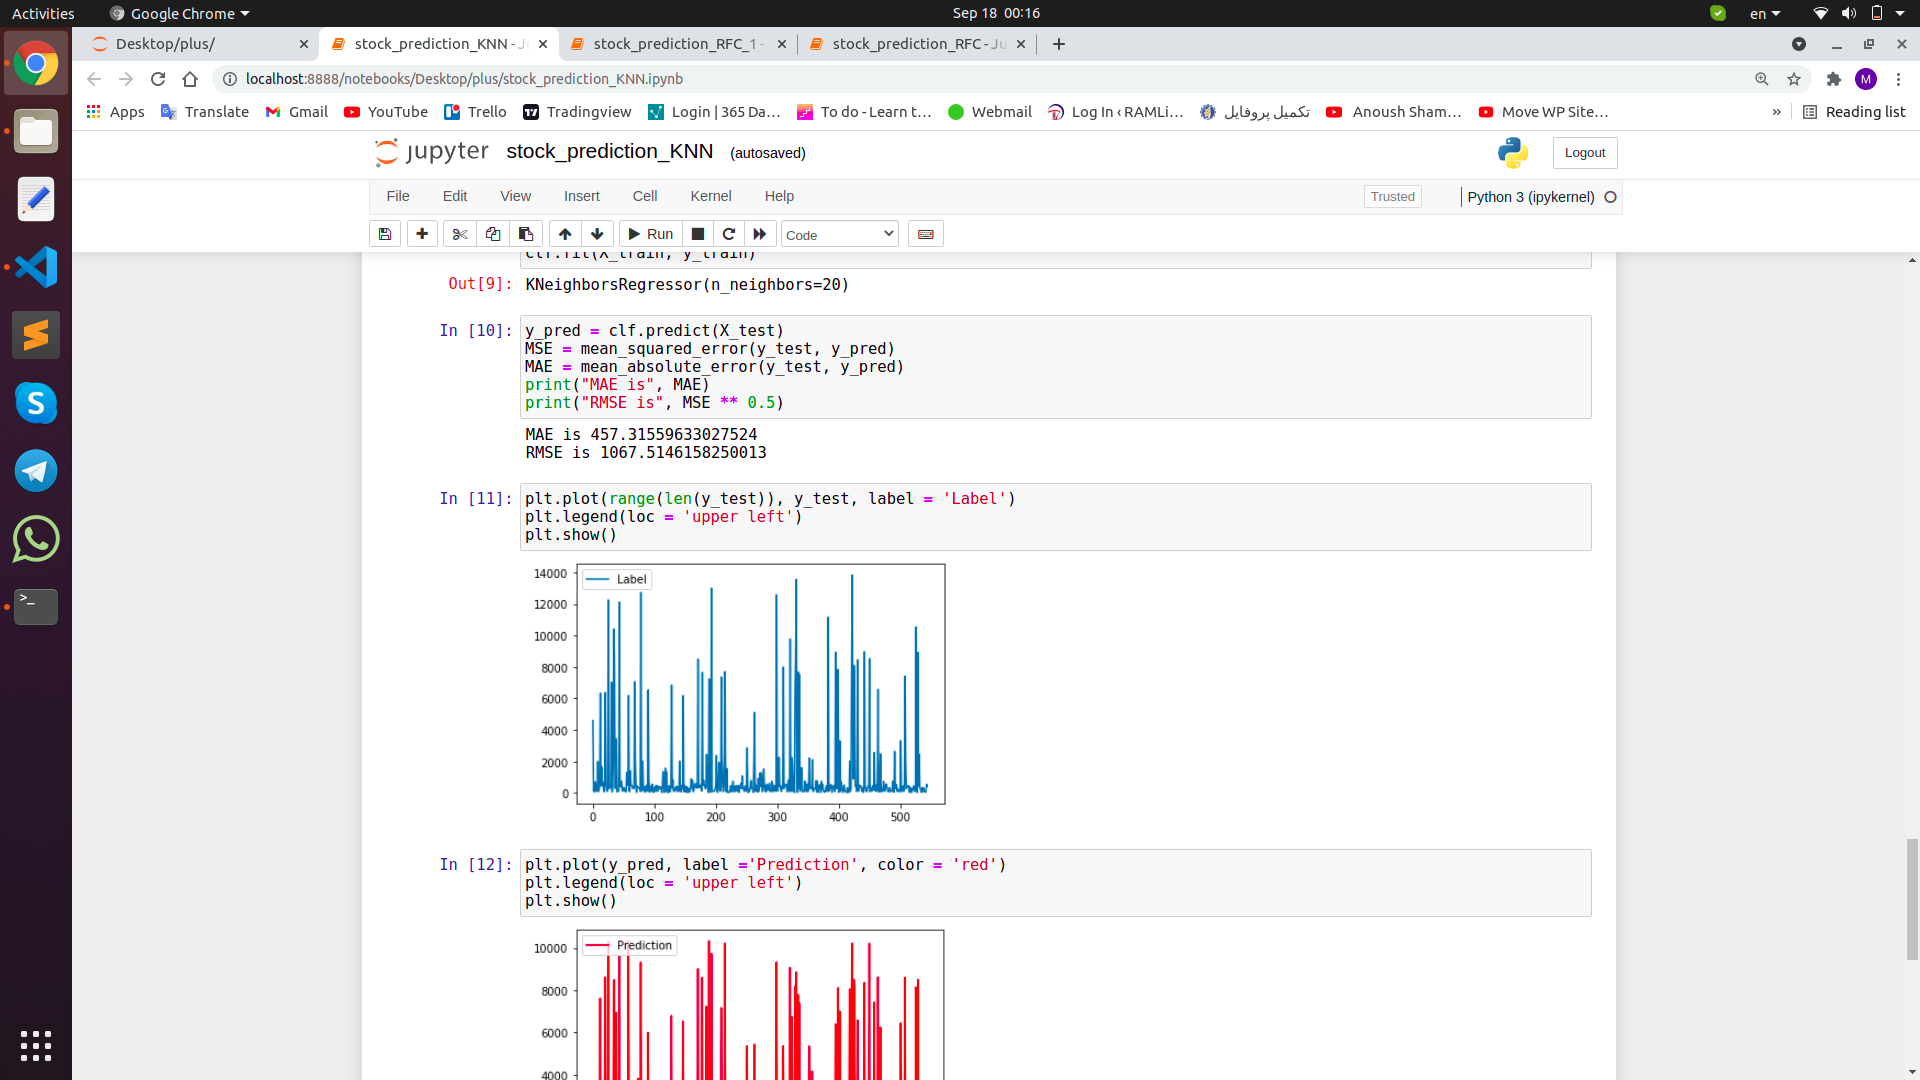 Activities Google Chrome Sep 18 00:16 en
Desktop/plus/ stock_prediction_KNN - Ju stock_prediction_RFC_1 - stock_prediction_RFC - Ju
localhost:8888/notebooks/Desktop/plus/stock_prediction_KNN.ipynb M
Apps Translate Gmail YouTube Trello Tradingview Login | 365 Da... To do - Learn t... Webmail Log In ‹ RAMLi... تکمیل پروفایل Anoush Sham... Move WP Site... » Reading list
jupyter stock_prediction_KNN (autosaved) Logout
File Edit View Insert Cell Kernel Help Trusted Python 3 (ipykernel)
Run Code
clf.fit(X_train, y_train)
Out[9]: KNeighborsRegressor(n_neighbors=20)
In [10]: y_pred = clf.predict(X_test)
MSE = mean_squared_error(y_test, y_pred)
MAE = mean_absolute_error(y_test, y_pred)
print("MAE is", MAE)
print("RMSE is", MSE ** 0.5)
MAE is 457.31559633027524
RMSE is 1067.5146158250013
In [11]: plt.plot(range(len(y_test)), y_test, label = 'Label')
plt.legend(loc = 'upper left')
plt.show()
Label
14000
12000
10000
8000
6000
4000
2000
0
0 100 200 300 400 500
In [12]: plt.plot(y_pred, label ='Prediction', color = 'red')
plt.legend(loc = 'upper left')
plt.show()
Prediction
10000
8000
6000
4000